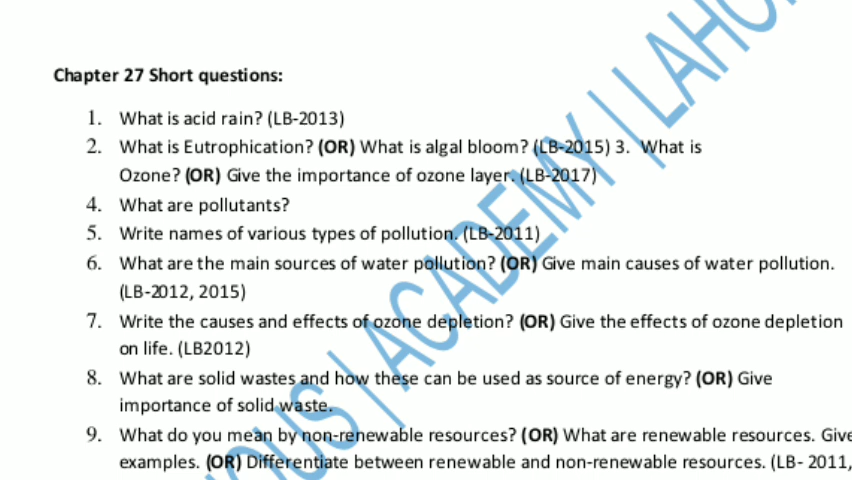 Chapter 27 Short questions:
1. What is acid rain? (LB-2013)
2. What is Eutrophication? (OR) What is algal bloom? (LB-2015) 3. What is
Ozone? (OR) Give the importance of ozone layer. (LB-2017)
4. What are pollutants?
5. Write names of various types of pollution. (LB-2011)
6. What are the main sources of water pollution? (OR) Give main causes of water pollution.
(LB-2012, 2015)
7. Write the causes and effects of ozone depletion? (OR) Give the effects of ozone depletion
on life. (LB2012)
8. What are solid wastes and how these can be used as source of energy? (OR) Give
importance of solid waste.
9. What do you mean by non-renewable resources? (OR) What are renewable resources. Give
examples. (OR) Differentiate between renewable and non-renewable resources. (LB- 2011,
OUS | ACADEMY | LAHO